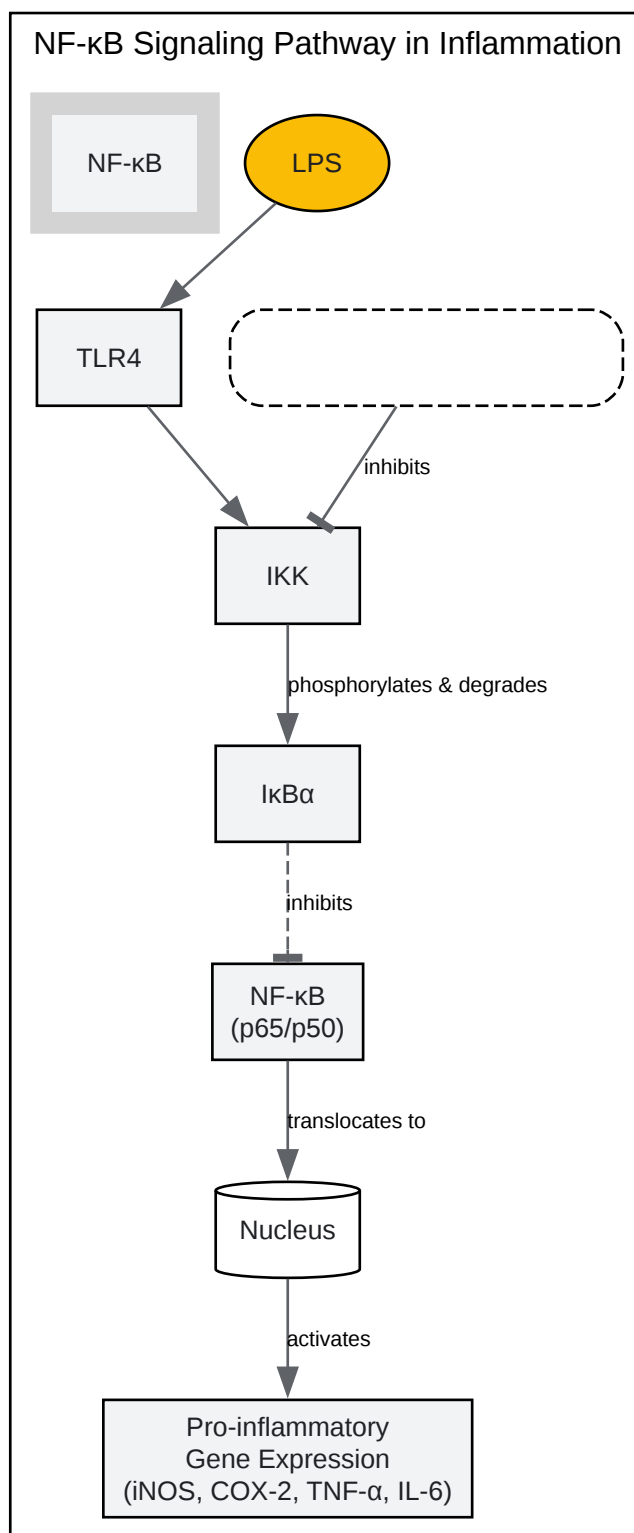 NF-κB Signaling Pathway in Inflammation
NF-κB
LPS
TLR4
inhibits
IKK
phosphorylates & degrades
IκBα
inhibits
NF-κB
(p65/p50)
translocates to
Nucleus
activates
Pro-inflammatory
Gene Expression
(iNOS, COX-2, TNF-α, IL-6)